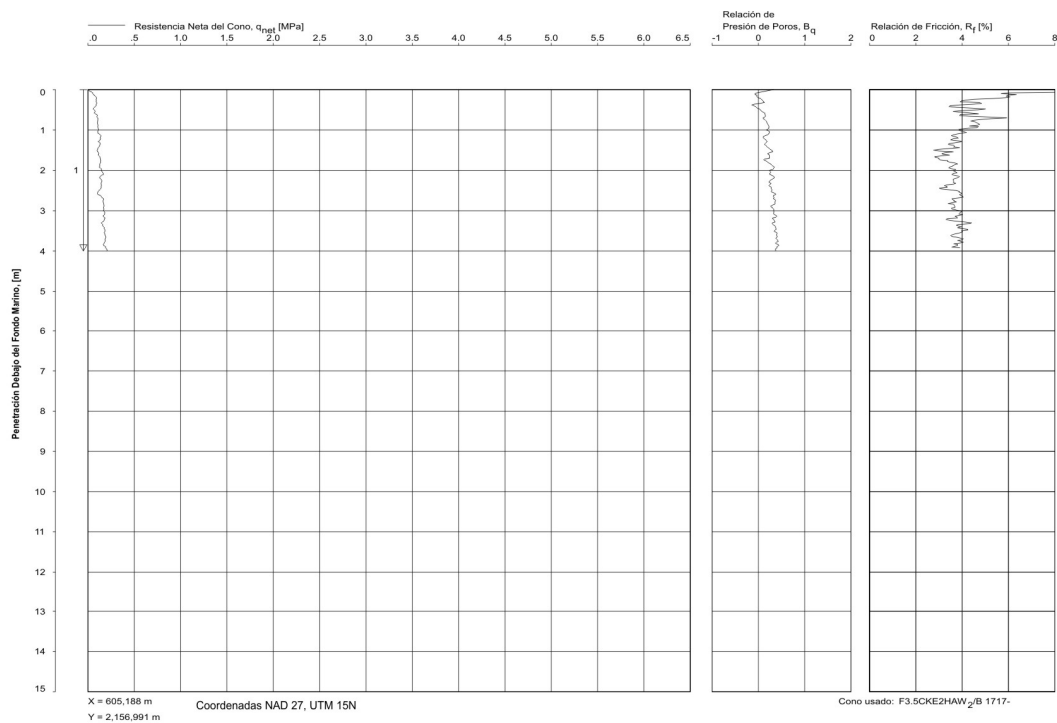 Resistencia Neta del Cono, qnet [MPa]
.0 .5 1.0 1.5 2.0 2.5 3.0 3.5 4.0 4.5 5.0 5.5 6.0 6.5
Relación de
Presión de Poros, Bq
-1 0 1 2
Relación de Fricción, Rf [%]
0 2 4 6 8
Penetración Debajo del Fondo Marino, [m]
0
1
2
3
4
5
6
7
8
9
10
11
12
13
14
15
1
X = 605,188 m
Y = 2,156,991 m
Coordenadas NAD 27, UTM 15N
Cono usado: F3.5CKE2HAW2/B 1717-